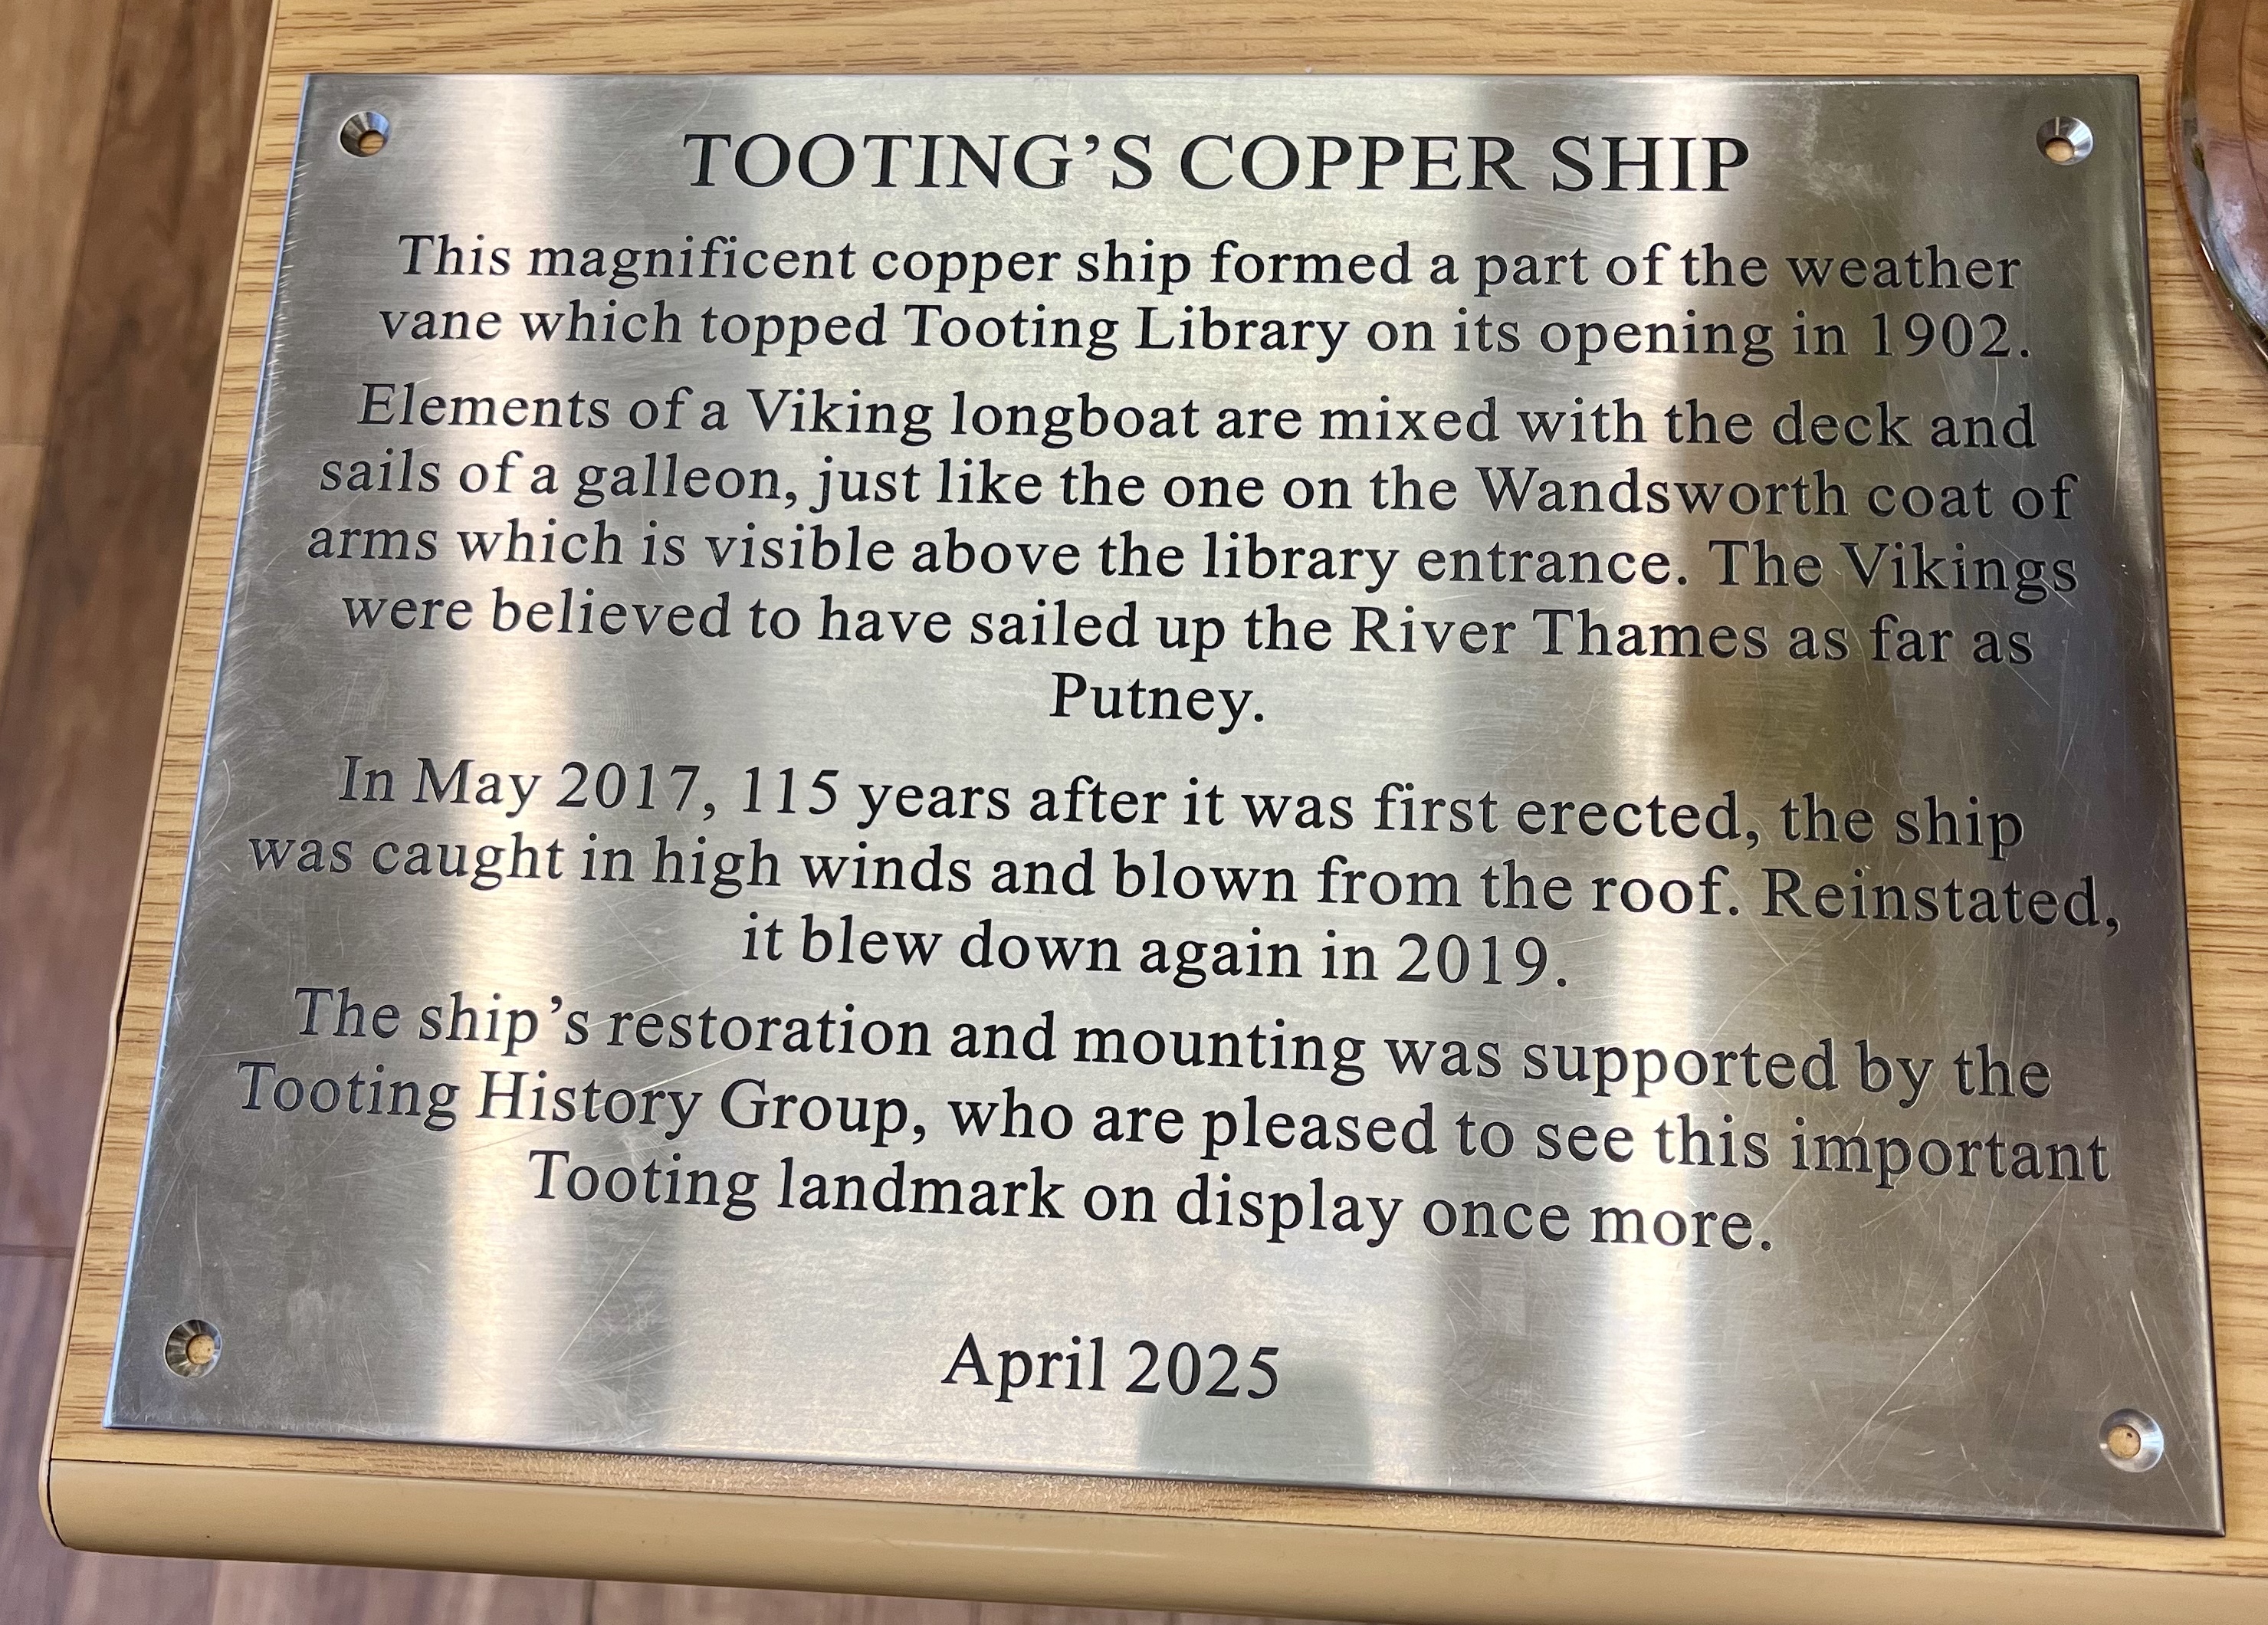 TOOTING’S COPPER SHIP
This magnificent copper ship formed a part of the weather
vane which topped Tooting Library on its opening in 1902.
Elements of a Viking longboat are mixed with the deck and
sails of a galleon, just like the one on the Wandsworth coat of
arms which is visible above the library entrance. The Vikings
were believed to have sailed up the River Thames as far as
Putney.
In May 2017, 115 years after it was first erected, the ship
was caught in high winds and blown from the roof. Reinstated,
it blew down again in 2019.
The ship’s restoration and mounting was supported by the
Tooting History Group, who are pleased to see this important
Tooting landmark on display once more.
April 2025